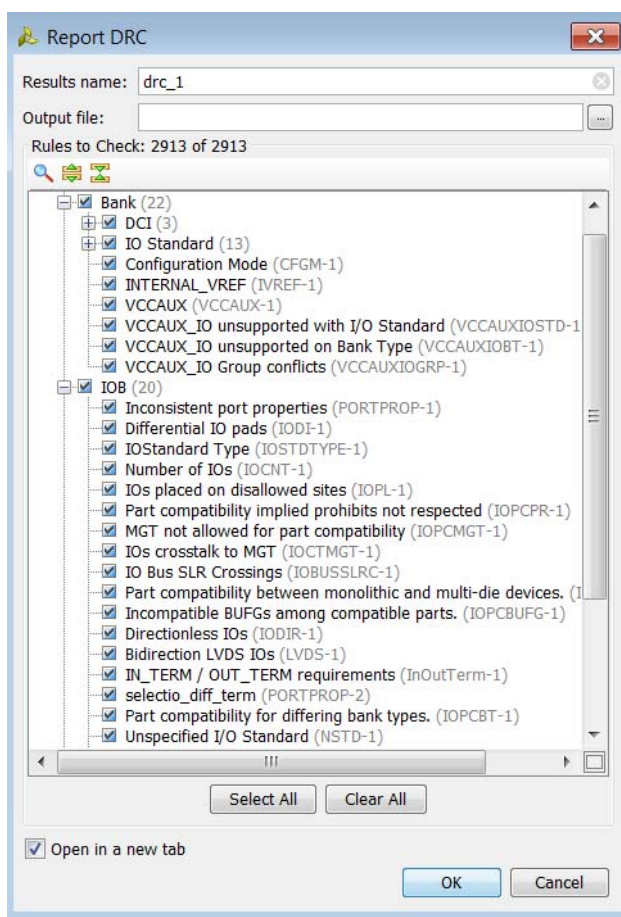 Report DRC
Results name: drc_1
Output file:
...
Rules to Check: 2913 of 2913
Bank (22)
DCI (3)
IO Standard (13)
Configuration Mode (CFGM-1)
INTERNAL_VREF (IVREF-1)
VCCAUX (VCCAUX-1)
VCCAUX_IO unsupported with I/O Standard (VCCAUXIOSTD-1
VCCAUX_IO unsupported on Bank Type (VCCAUXIOBT-1)
VCCAUX_IO Group conflicts (VCCAUXIOGRP-1)
IOB (20)
Inconsistent port properties (PORTPROP-1)
Differential IO pads (IODI-1)
IOStandard Type (IOSTDTYPE-1)
Number of IOs (IOCNT-1)
IOs placed on disallowed sites (IOPL-1)
Part compatibility implied prohibits not respected (IOPCPR-1)
MGT not allowed for part compatibility (IOPCMGT-1)
IOs crosstalk to MGT (IOCTMGT-1)
IO Bus SLR Crossings (IOBUSSLRC-1)
Part compatibility between monolithic and multi-die devices. (I
Incompatible BUFGs among compatible parts. (IOPCBUFG-1)
Directionless IOs (IODIR-1)
Bidirection LVDS IOs (LVDS-1)
IN_TERM / OUT_TERM requirements (InOutTerm-1)
selectio_diff_term (PORTPROP-2)
Part compatibility for differing bank types. (IOPCBT-1)
Unspecified I/O Standard (NSTD-1)
Select All Clear All
Open in a new tab
OK Cancel